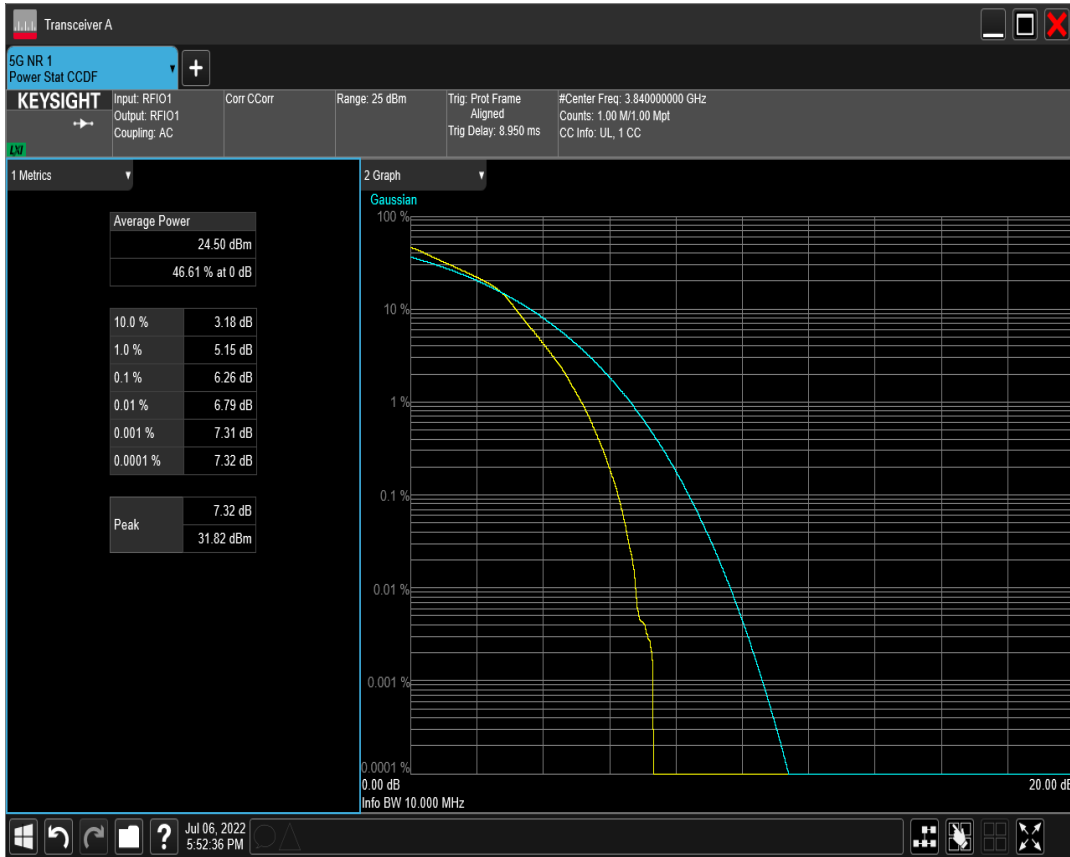 Transceiver A
5G NR 1
Power Stat CCDF
+
KEYSIGHT
LXI
Input: RFIO1
Output: RFIO1
Coupling: AC
Corr CCorr
Range: 25 dBm
Trig: Prot Frame
Aligned
Trig Delay: 8.950 ms
#Center Freq: 3.840000000 GHz
Counts: 1.00 M/1.00 Mpt
CC Info: UL, 1 CC
1 Metrics
Average Power
24.50 dBm
46.61 % at 0 dB
10.0 % 3.18 dB
1.0 % 5.15 dB
0.1 % 6.26 dB
0.01 % 6.79 dB
0.001 % 7.31 dB
0.0001 % 7.32 dB
Peak
7.32 dB
31.82 dBm
2 Graph
Gaussian
100 %
10 %
1 %
0.1 %
0.01 %
0.001 %
0.0001 %
0.00 dB 20.00 dB
Info BW 10.000 MHz
?
Jul 06, 2022
5:52:36 PM